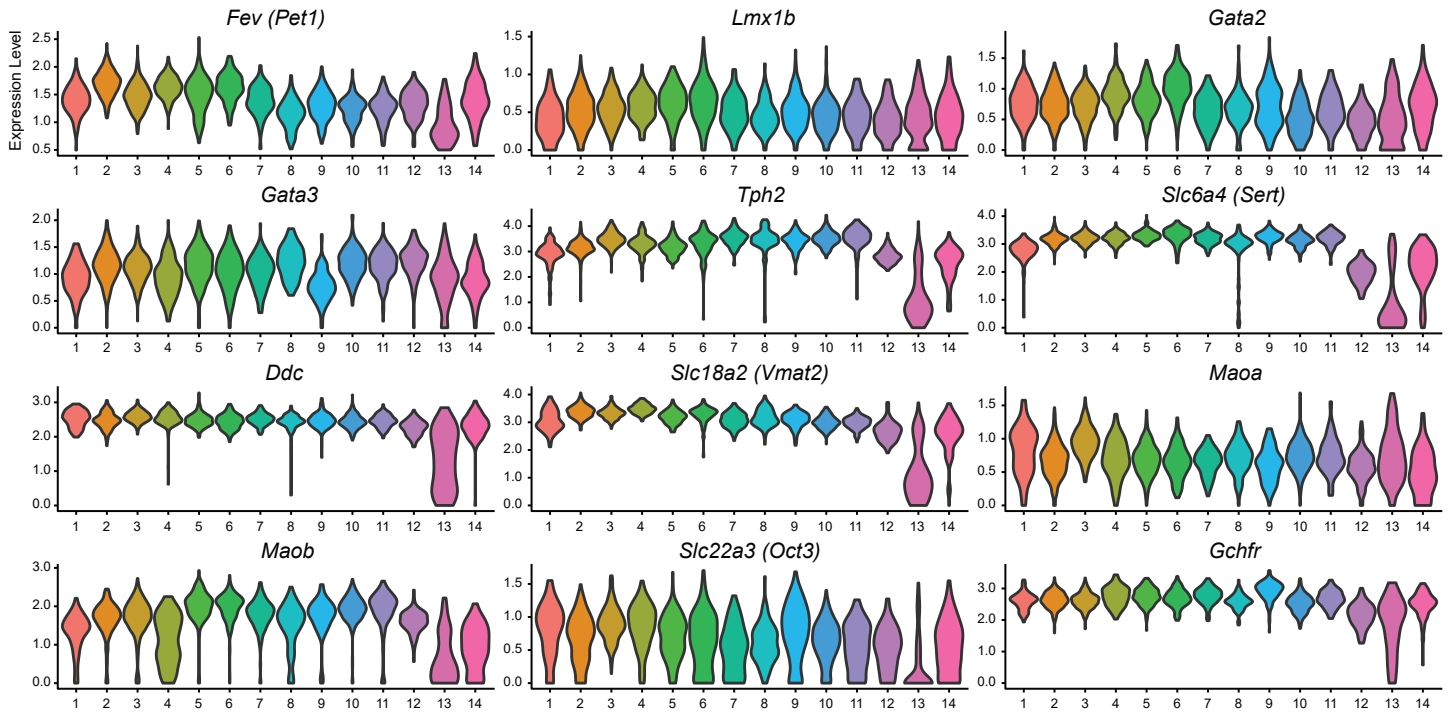 Fev (Pet1)
Lmx1b
Gata2
Expression Level
2.5
2.0
1.5
1.0
0.5
1.5
1.0
0.5
0.0
1.5
1.0
0.5
0.0
1 2 3 4 5 6 7 8 9 10 11 12 13 14
1 2 3 4 5 6 7 8 9 10 11 12 13 14
1 2 3 4 5 6 7 8 9 10 11 12 13 14
Gata3
Tph2
Slc6a4 (Sert)
2.0
1.5
1.0
0.5
0.0
4.0
3.0
2.0
1.0
0.0
4.0
3.0
2.0
1.0
0.0
1 2 3 4 5 6 7 8 9 10 11 12 13 14
1 2 3 4 5 6 7 8 9 10 11 12 13 14
1 2 3 4 5 6 7 8 9 10 11 12 13 14
Ddc
Slc18a2 (Vmat2)
Maoa
3.0
2.0
1.0
0.0
4.0
3.0
2.0
1.0
0.0
1.5
1.0
0.5
0.0
1 2 3 4 5 6 7 8 9 10 11 12 13 14
1 2 3 4 5 6 7 8 9 10 11 12 13 14
1 2 3 4 5 6 7 8 9 10 11 12 13 14
Maob
Slc22a3 (Oct3)
Gchfr
3.0
2.0
1.0
0.0
1.5
1.0
0.5
0.0
3.0
2.0
1.0
0.0
1 2 3 4 5 6 7 8 9 10 11 12 13 14
1 2 3 4 5 6 7 8 9 10 11 12 13 14
1 2 3 4 5 6 7 8 9 10 11 12 13 14